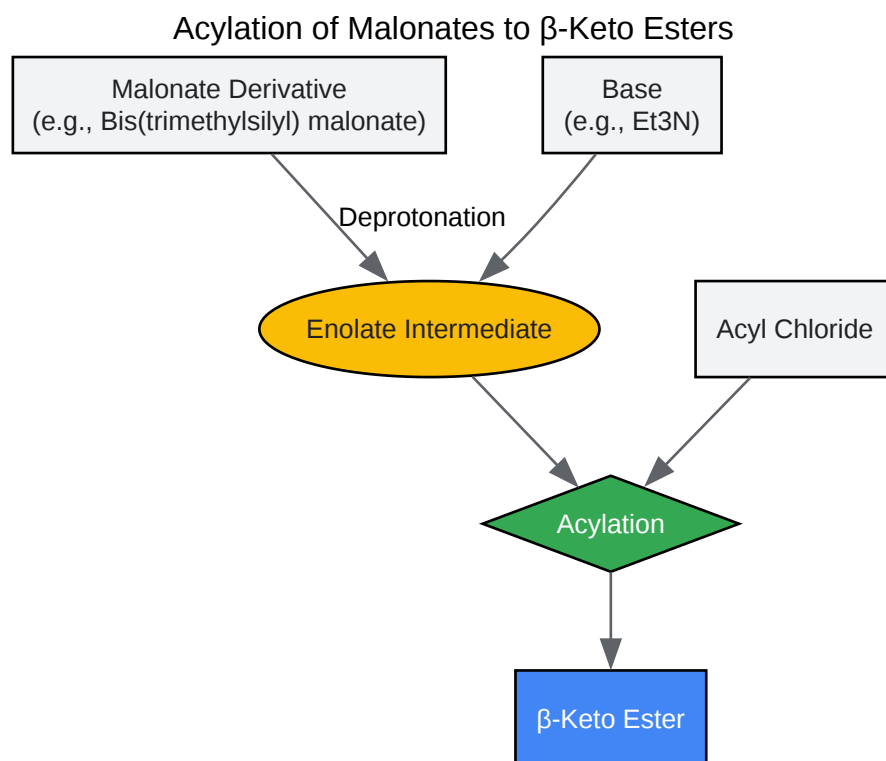 Acylation of Malonates to β-Keto Esters
Malonate Derivative
(e.g., Bis(trimethylsilyl) malonate)
Base
(e.g., Et3N)
Deprotonation
Enolate Intermediate
Acyl Chloride
Acylation
β-Keto Ester